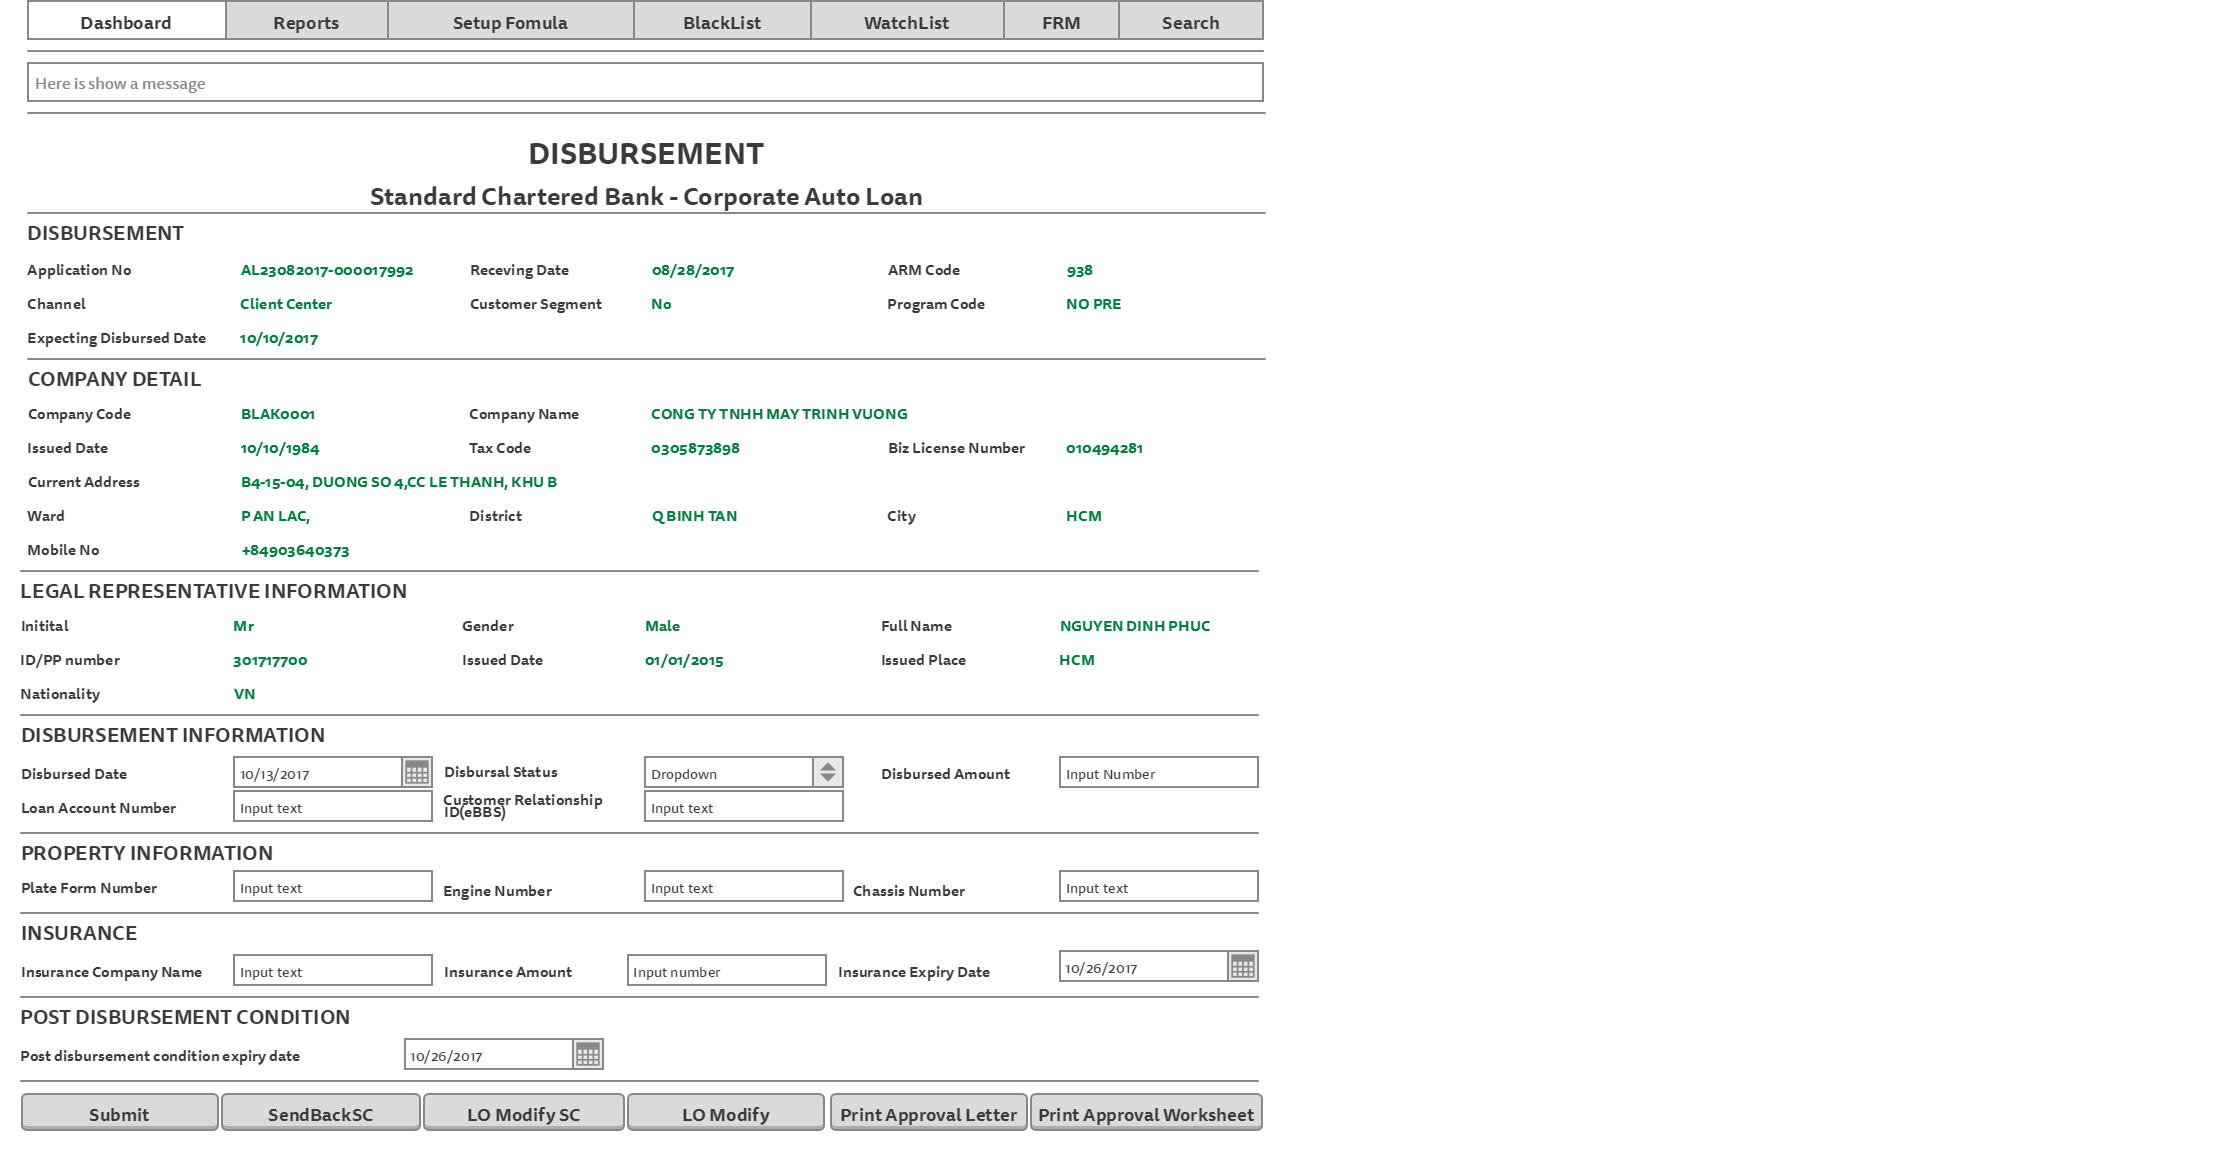 Dashboard Reports Setup Fomula BlackList WatchList FRM Search
Here is show a message
DISBURSEMENT
Standard Chartered Bank - Corporate Auto Loan
DISBURSEMENT
Application No AL23082017-000017992 Receving Date 08/28/2017 ARM Code 938
Channel Client Center Customer Segment No Program Code NO PRE
Expecting Disbursed Date 10/10/2017
COMPANY DETAIL
Company Code BLAK0001 Company Name CONG TY TNHH MAY TRINH VUONG
Issued Date 10/10/1984 Tax Code 0305873898 Biz License Number 010494281
Current Address B4-15-04, DUONG SO 4,CC LE THANH, KHU B
Ward P AN LAC, District Q BINH TAN City HCM
Mobile No +84903640373
LEGAL REPRESENTATIVE INFORMATION
Initital Mr Gender Male Full Name NGUYEN DINH PHUC
ID/PP number 301717700 Issued Date 01/01/2015 Issued Place HCM
Nationality VN
DISBURSEMENT INFORMATION
Disbursed Date 10/13/2017 Disbursal Status Dropdown Disbursed Amount Input Number
Loan Account Number Input text Customer Relationship ID(eBBS) Input text
PROPERTY INFORMATION
Plate Form Number Input text Engine Number Input text Chassis Number Input text
INSURANCE
Insurance Company Name Input text Insurance Amount Input number Insurance Expiry Date 10/26/2017
POST DISBURSEMENT CONDITION
Post disbursement condition expiry date 10/26/2017
Submit SendBackSC LO Modify SC LO Modify Print Approval Letter Print Approval Worksheet